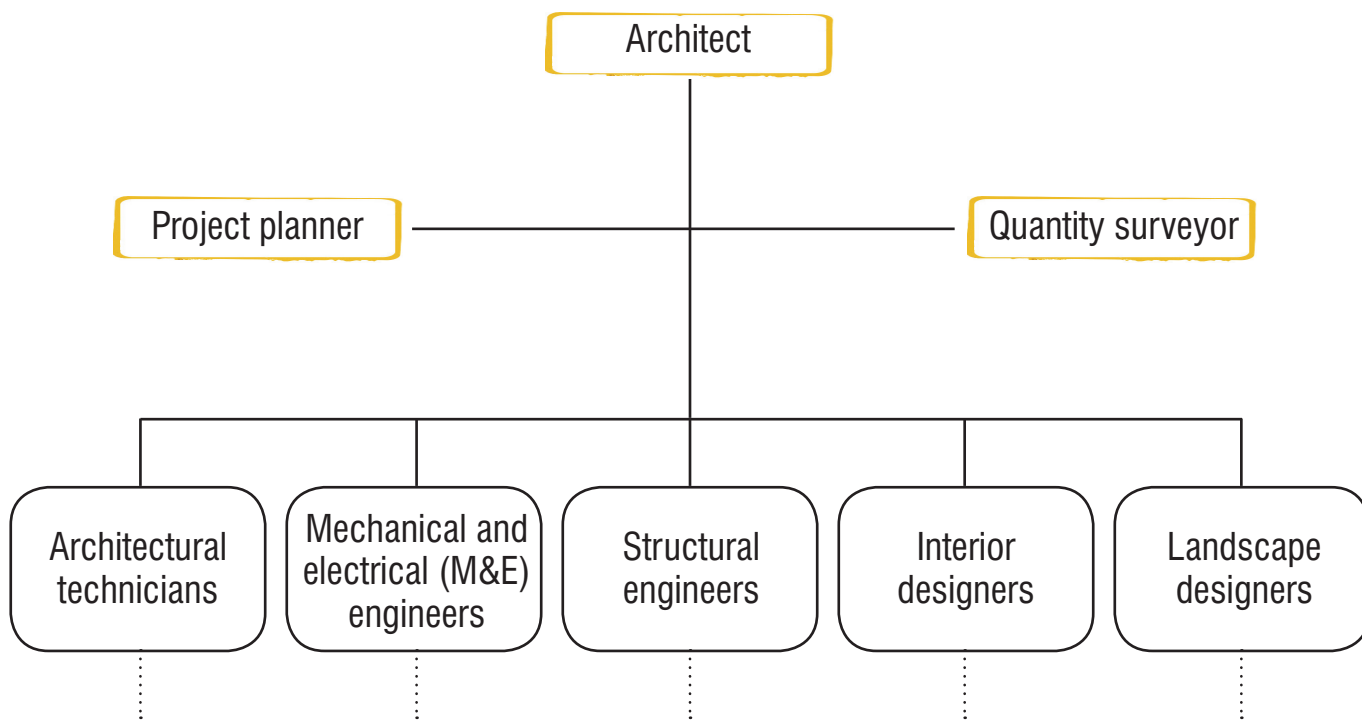 Architect
Project planner
Quantity surveyor
Architectural
technicians
Mechanical and
electrical (M&E)
engineers
Structural
engineers
Interior
designers
Landscape
designers